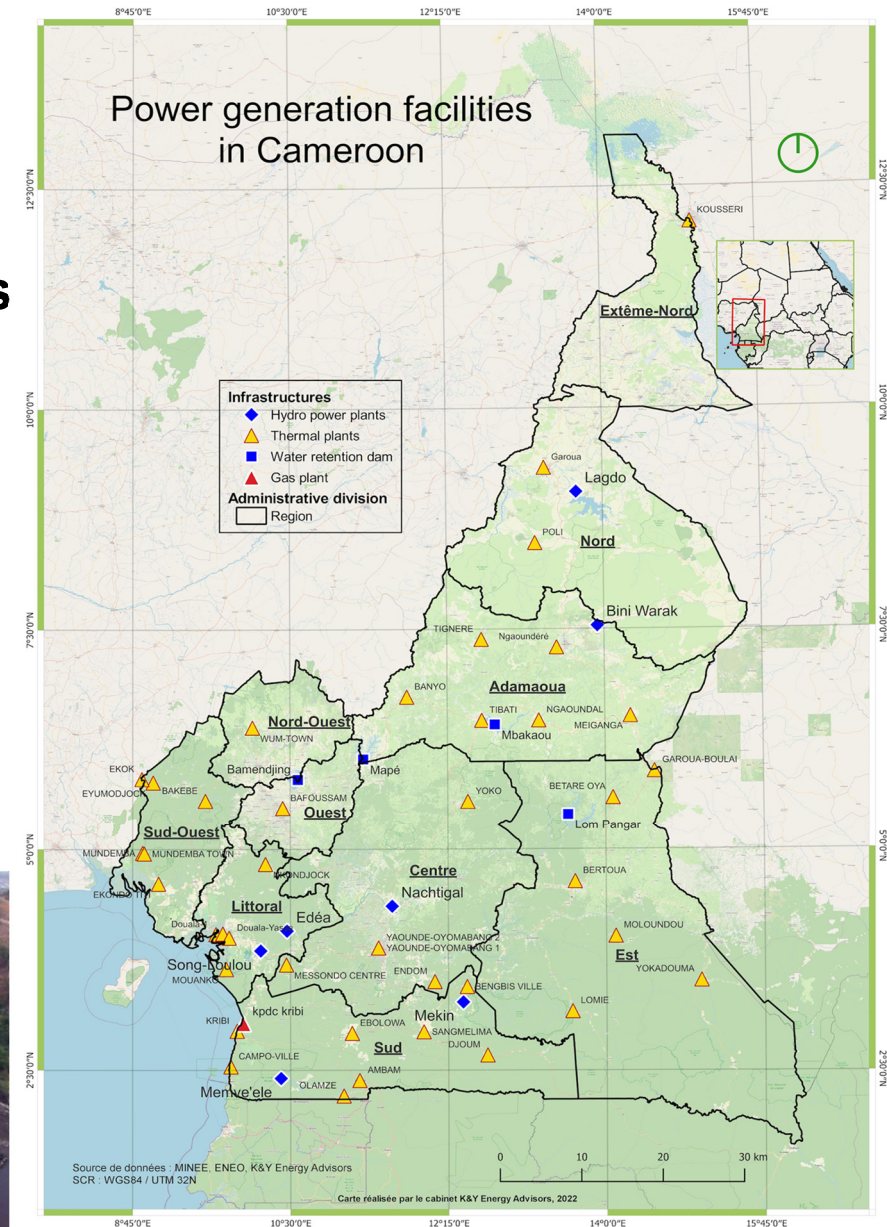 8°45'0"E
10°30'0"E
12°15'0"E
14°0'0"E
15°45'0"E
Power generation facilities
in Cameroon
12°30'0"N
12°30'0"N
KOUSSERI
s
Extême-Nord
Infrastructures
Hydro power plants
Thermal plants
Water retention dam
Gas plant
Administrative division
Region
10°0'0"N
10°0'0"N
Garoua
Lagdo
POLI
Nord
Bini Warak
7°30'0"N
7°30'0"N
TIGNERE
Ngaoundéré
BANYO
Adamaoua
TIBATI
NGAOUNDAL
MEIGANGA
Mbakaou
Nord-Ouest
WUM-TOWN
Mapé
GAROUA-BOULAI
EKOK
Bamendjing
EYUMODJOCK
BAKEBE
BAFOUSSAM
YOKO
BETARE OYA
Ouest
Lom Pangar
Sud-Ouest
5°0'0"N
5°0'0"N
MUNDEMBA
MUNDEMBA TOWN
NKONDJOCK
Centre
BERTOUA
EKONDO TITI
Nachtigal
Littoral
Edéa
Douala-
Douala-Yassa
MOLOUNDOU
YAOUNDE-OYOMABANG 2
YAOUNDE-OYOMABANG 1
Est
Song-Loulou
MOUANKO
MESSONDO CENTRE
ENDOM
YOKADOUMA
BENGBIS VILLE
LOMIE
kpdc kribi
Mekin
KRIBI
EBOLOWA
SANGMELIMA
Sud
DJOUM
CAMPO-VILLE
AMBAM
2°30'0"N
2°30'0"N
Memve'ele
OLAMZE
0
10
20
30 km
Source de données : MINEE, ENEO, K&Y Energy Advisors
SCR : WGS84 / UTM 32N
Carte réalisée par le cabinet K&Y Energy Advisors, 2022
8°45'0"E
10°30'0"E
12°15'0"E
14°0'0"E
15°45'0"E